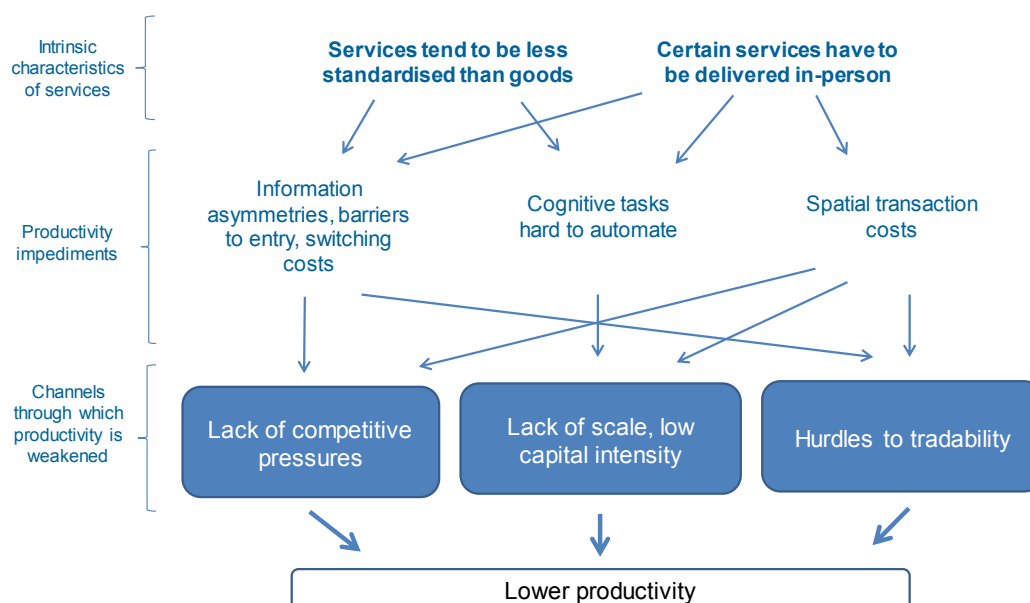 Intrinsic
characteristics
of services
Services tend to be less
standardised than goods
Certain services have to
be delivered in-person
Productivity
impediments
Information
asymmetries, barriers
to entry, switching
costs
Cognitive tasks
hard to automate
Spatial transaction
costs
Channels
through which
productivity is
weakened
Lack of competitive
pressures
Lack of scale, low
capital intensity
Hurdles to tradability
Lower productivity